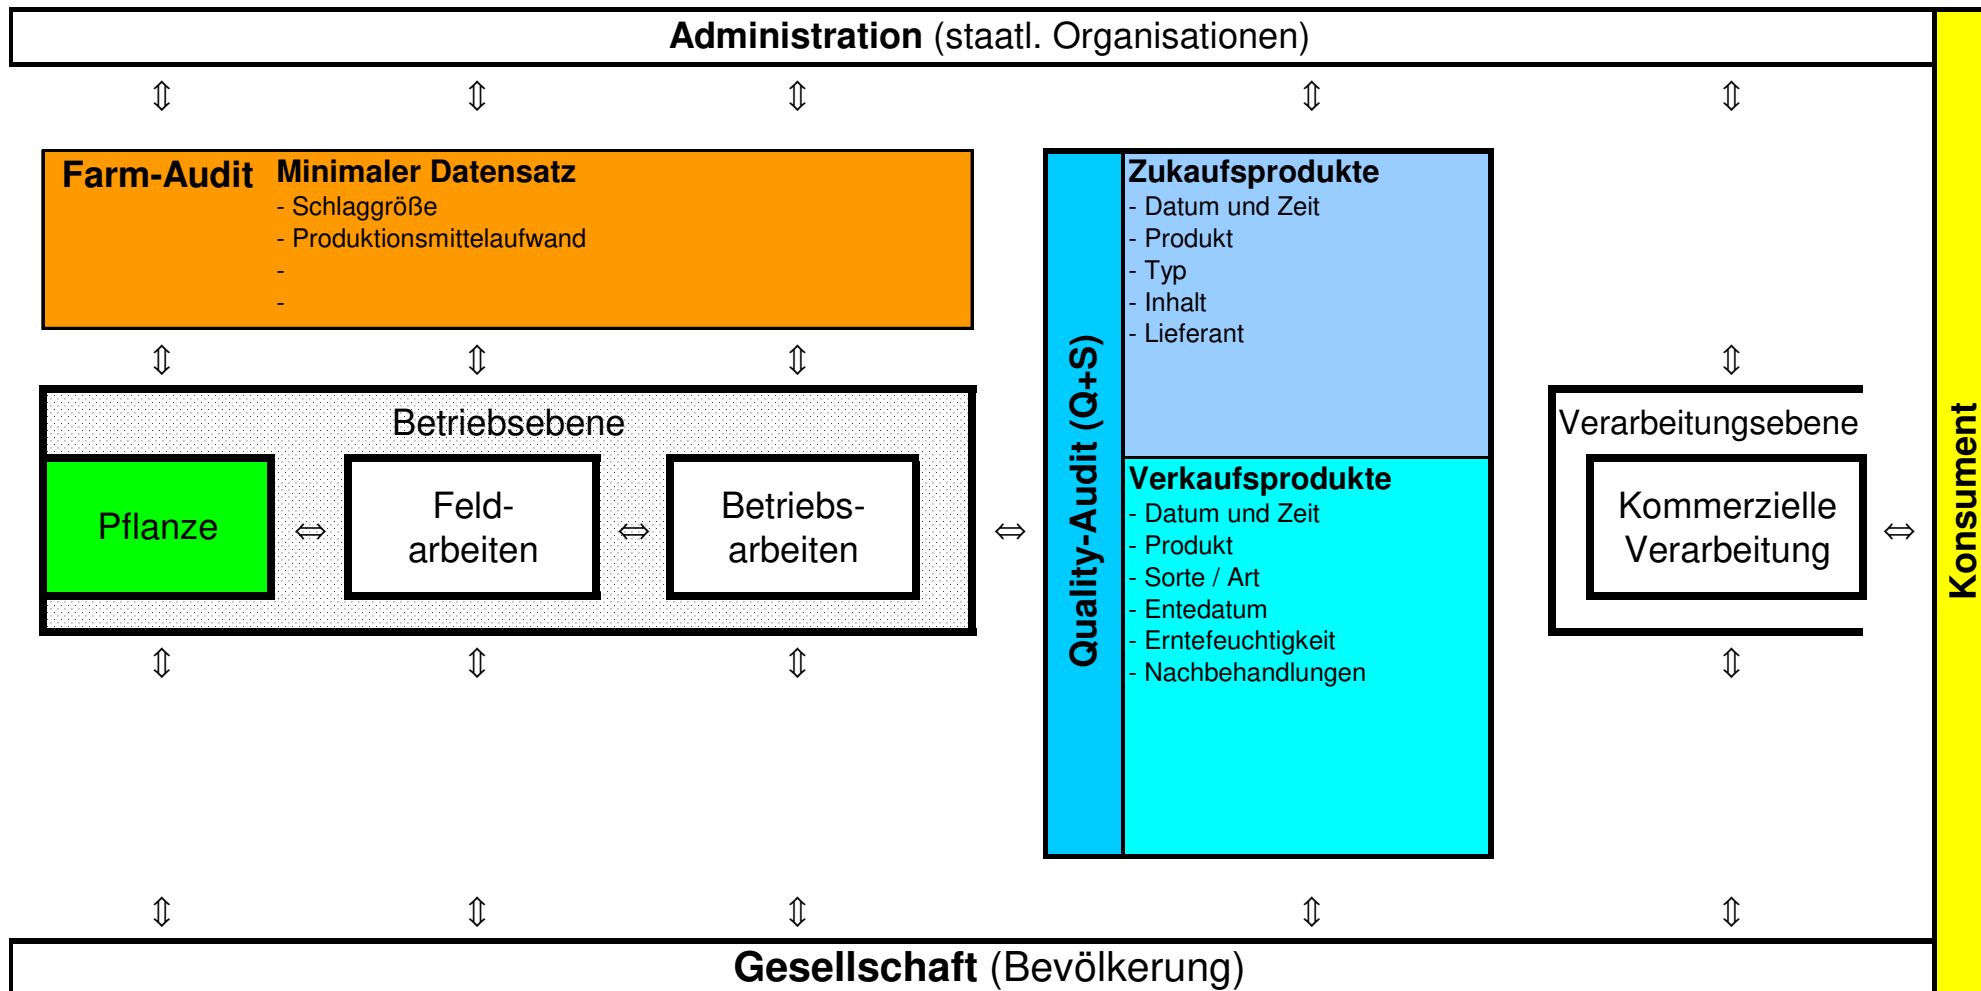 Administration (staatl. Organisationen)
Farm-Audit
Minimaler Datensatz
- Schlaggröße
- Produktionsmittelaufwand
-
-
Betriebsebene
Pflanze
Feld-
arbeiten
Betriebs-
arbeiten
Quality-Audit (Q+S)
Zukaufsprodukte
- Datum und Zeit
- Produkt
- Typ
- Inhalt
- Lieferant
Verkaufsprodukte
- Datum und Zeit
- Produkt
- Sorte / Art
- Entedatum
- Erntefeuchtigkeit
- Nachbehandlungen
Verarbeitungsebene
Kommerzielle
Verarbeitung
Konsument
Gesellschaft (Bevölkerung)